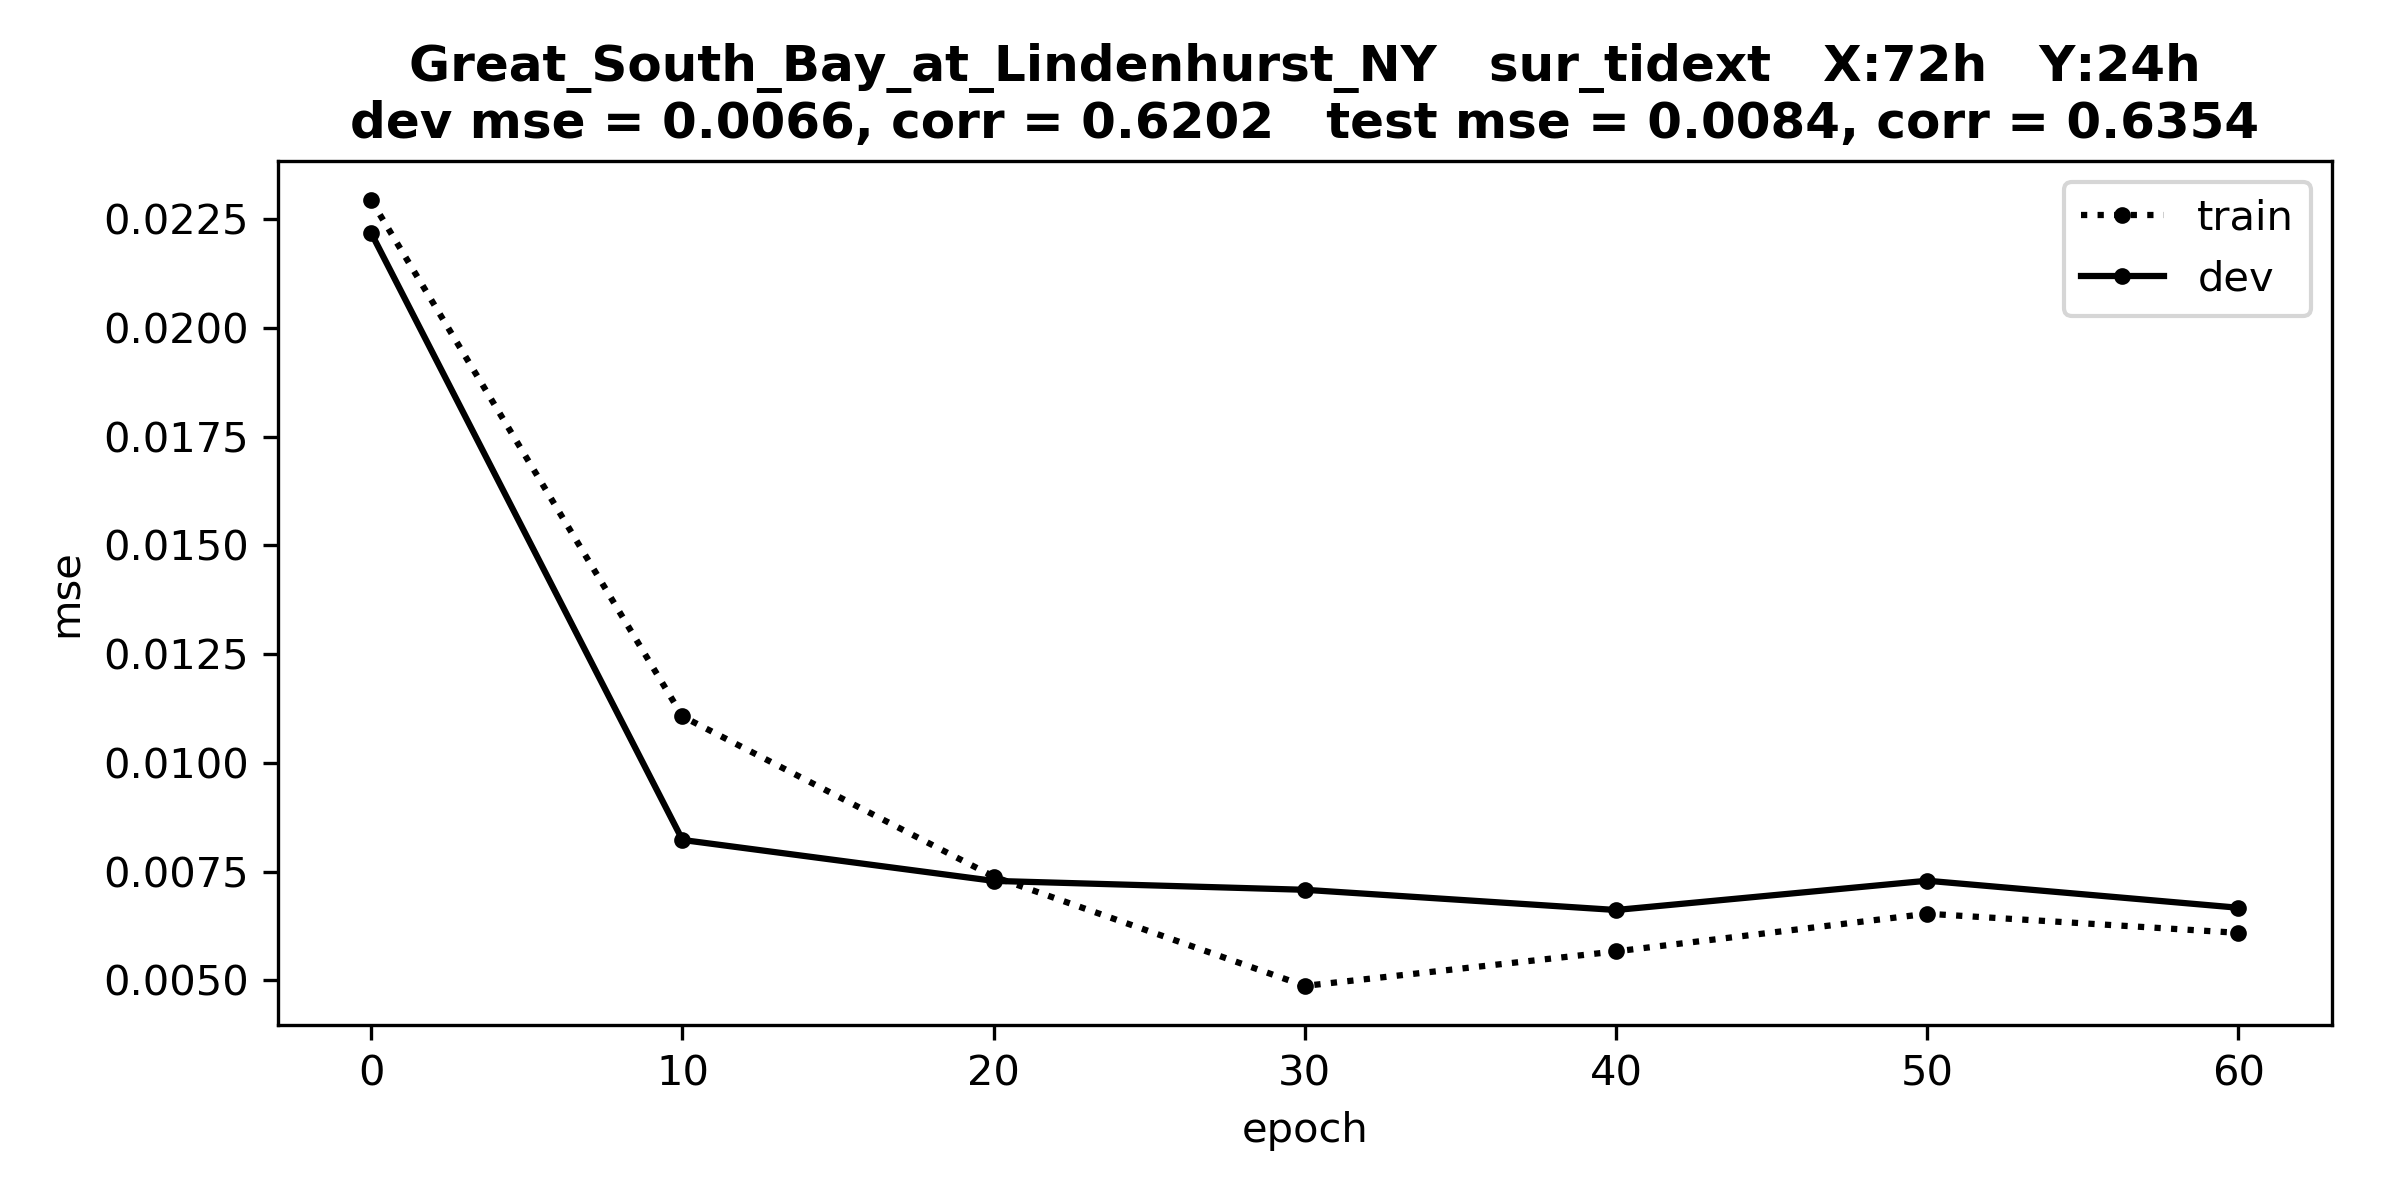 Great_South_Bay_at_Lindenhurst_NY   sur_tidext   X:72h   Y:24h
dev mse = 0.0066, corr = 0.6202   test mse = 0.0084, corr = 0.6354
train
dev
mse
0.0225
0.0200
0.0175
0.0150
0.0125
0.0100
0.0075
0.0050
0 10 20 30 40 50 60
epoch